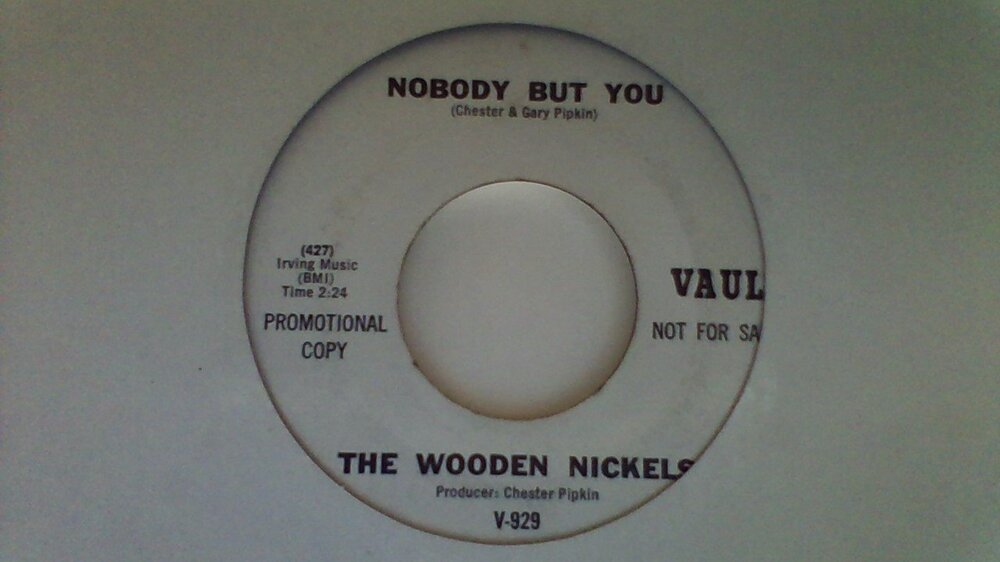 NOBODY BUT YOU
(Chester & Gary Pipkin)
(427)
Irving Music
(BMI)
Time 2:24
PROMOTIONAL
COPY
VAUL
NOT FOR SA
THE WOODEN NICKELS
Producer: Chester Pipkin
V-929